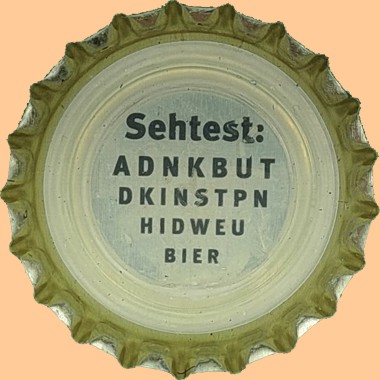 Sehtest:
ADNKBUT
DKINSTPN
HIDWEU
BIER